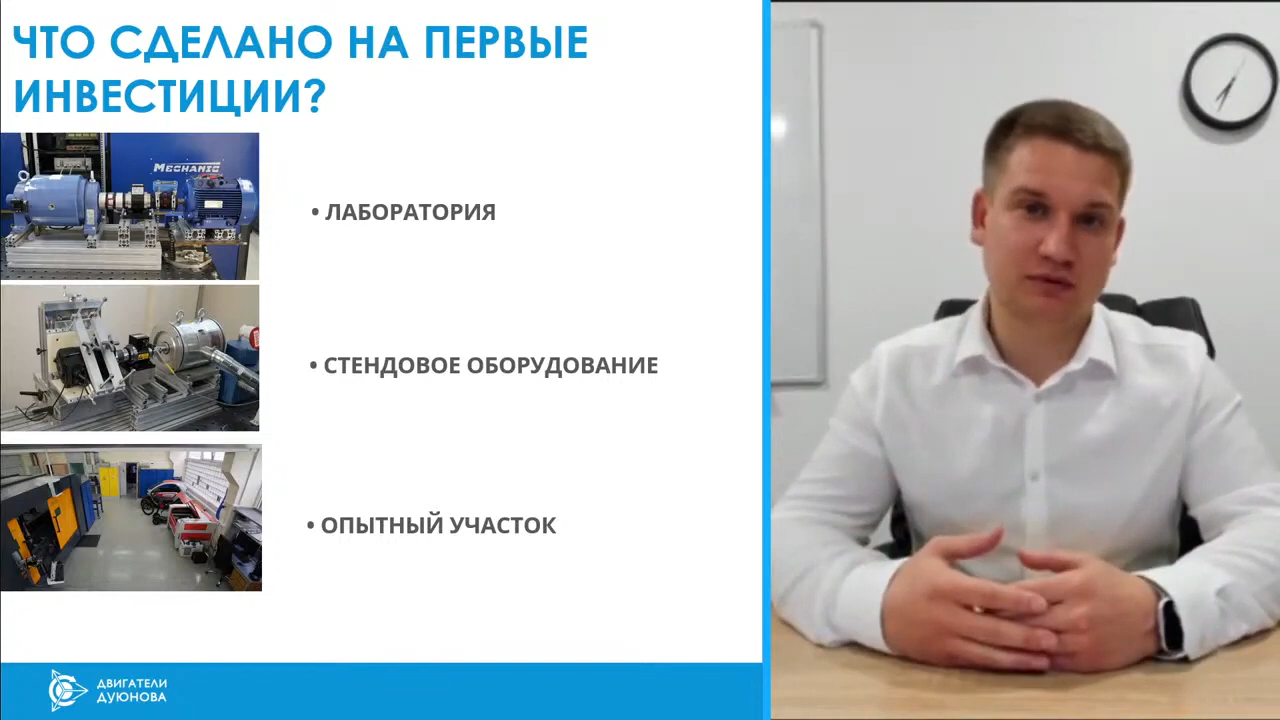 ЧТО СДЕЛАНО НА ПЕРВЫЕ
ИНВЕСТИЦИИ?
MECHANIC
• ЛАБОРАТОРИЯ
• СТЕНДОВОЕ ОБОРУДОВАНИЕ
• ОПЫТНЫЙ УЧАСТОК
ДВИГАТЕЛИ
ДУЮНОВА